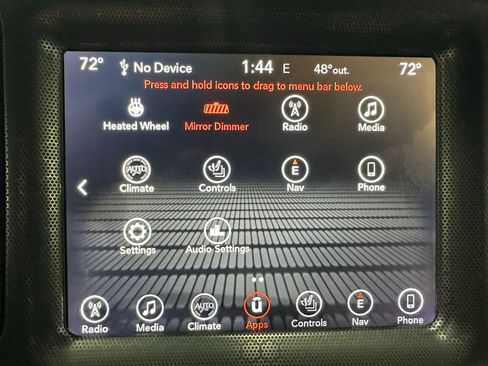 72° No Device 1:44 E 48°out. 72°
Press and hold icons to drag to menu bar below.
Heated Wheel Mirror Dimmer Radio Media
AUTO E
Climate Controls Nav Phone
Settings Audio Settings
AUTO Ü E
Radio Media Climate Apps Controls Nav Phone